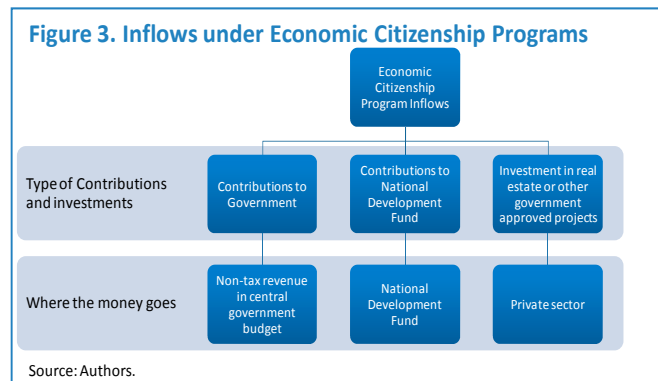 Figure 3. Inflows under Economic Citizenship Programs
Economic
Citizenship
Program Inflows
Type of Contributions
and investments
Contributions to
Government
Contributions to
National
Development
Fund
Investment in real
estate or other
government
approved projects
Where the money goes
Non-tax revenue
in central
government
budget
National
Development
Fund
Private sector
Source: Authors.